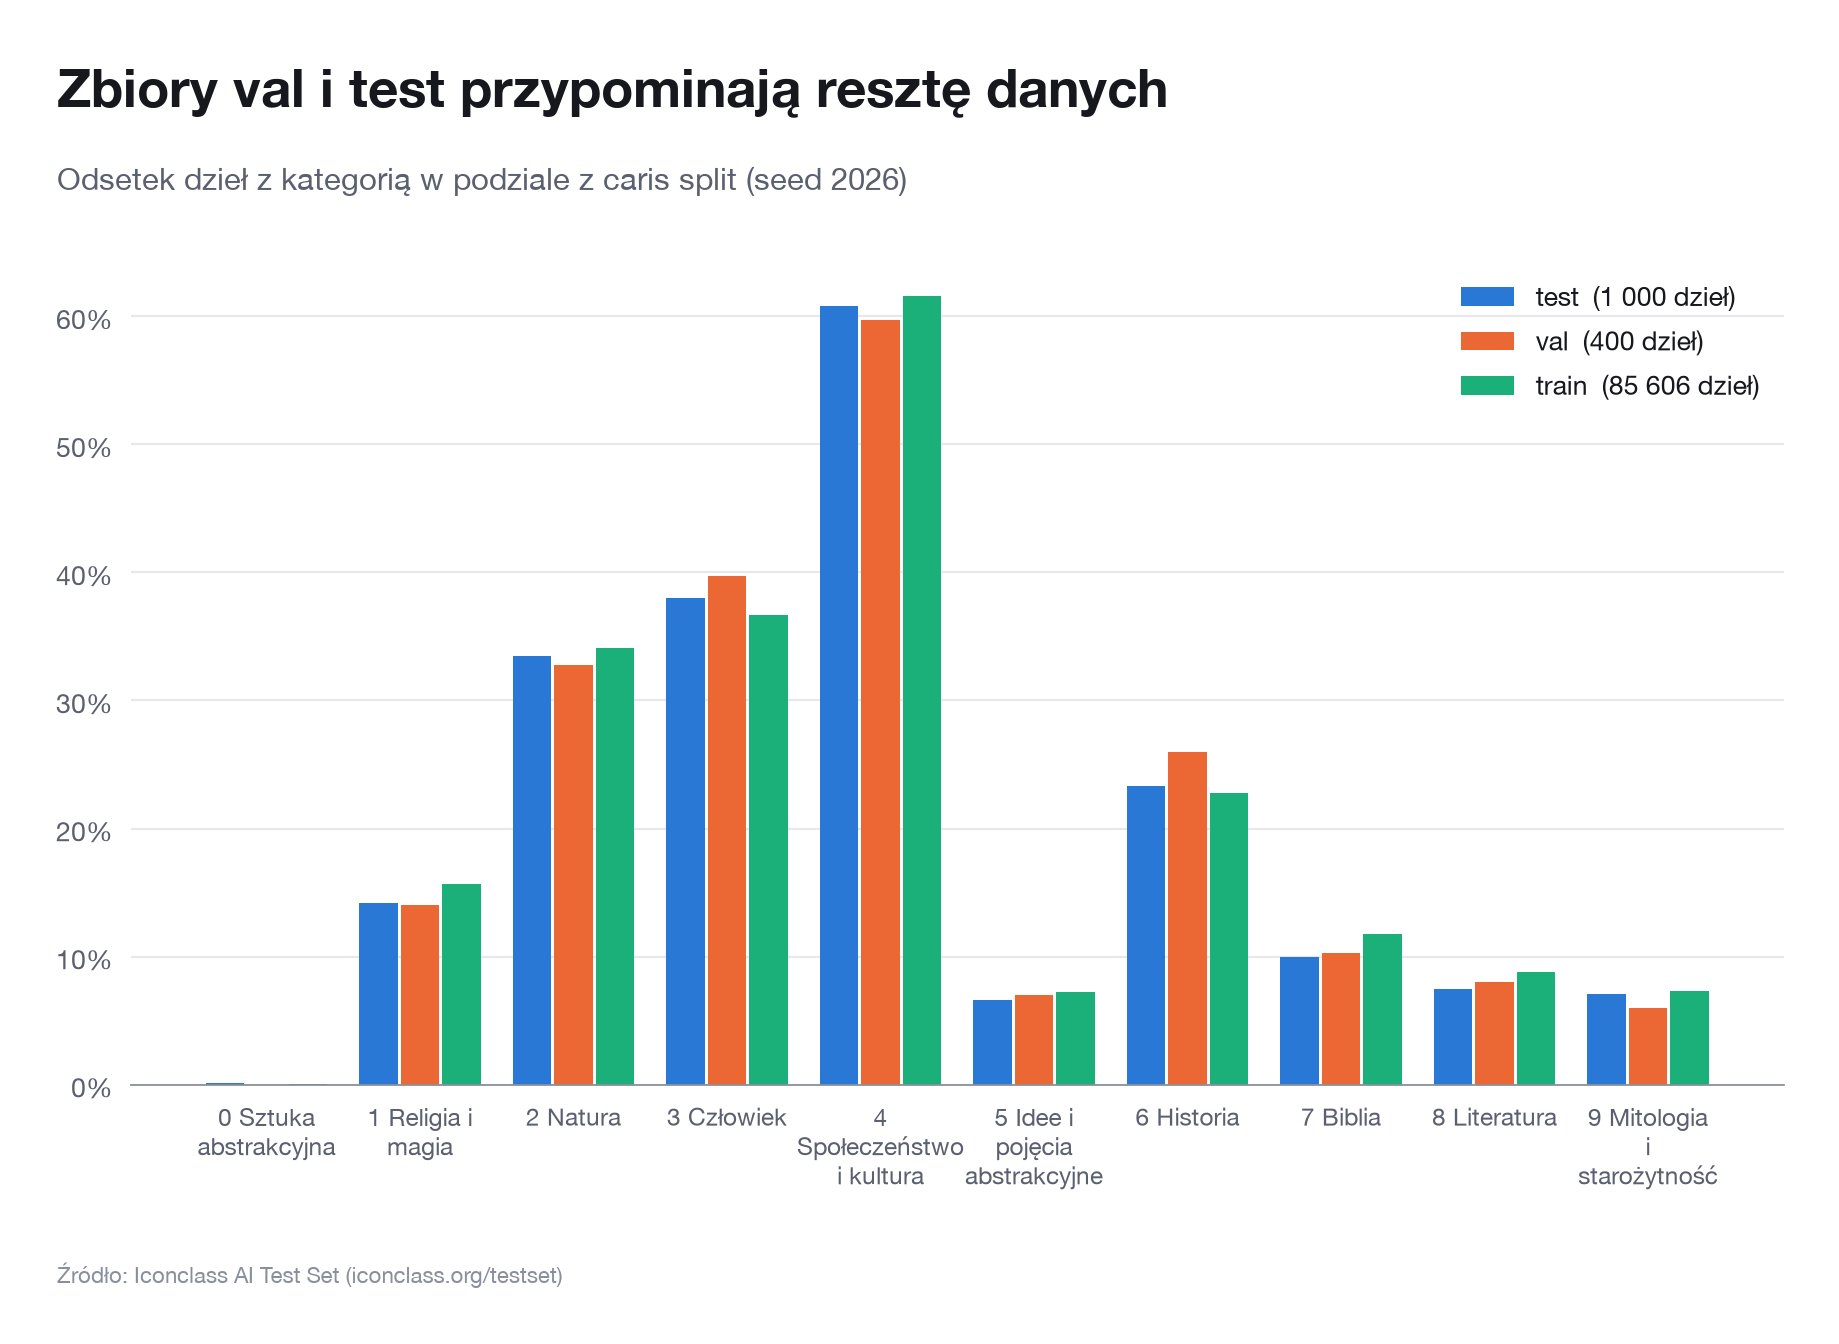 Zbiory val i test przypominają resztę danych
Odsetek dzieł z kategorią w podziale z caris split (seed 2026)
test (1 000 dzieł)
val (400 dzieł)
train (85 606 dzieł)
60%
50%
40%
30%
20%
10%
0%
0 Sztuka
abstrakcyjna
1 Religia i
magia
2 Natura
3 Człowiek
4
Społeczeństwo
i kultura
5 Idee i
pojęcia
abstrakcyjne
6 Historia
7 Biblia
8 Literatura
9 Mitologia
i
starożytność
Źródło: Iconclass AI Test Set (iconclass.org/testset)